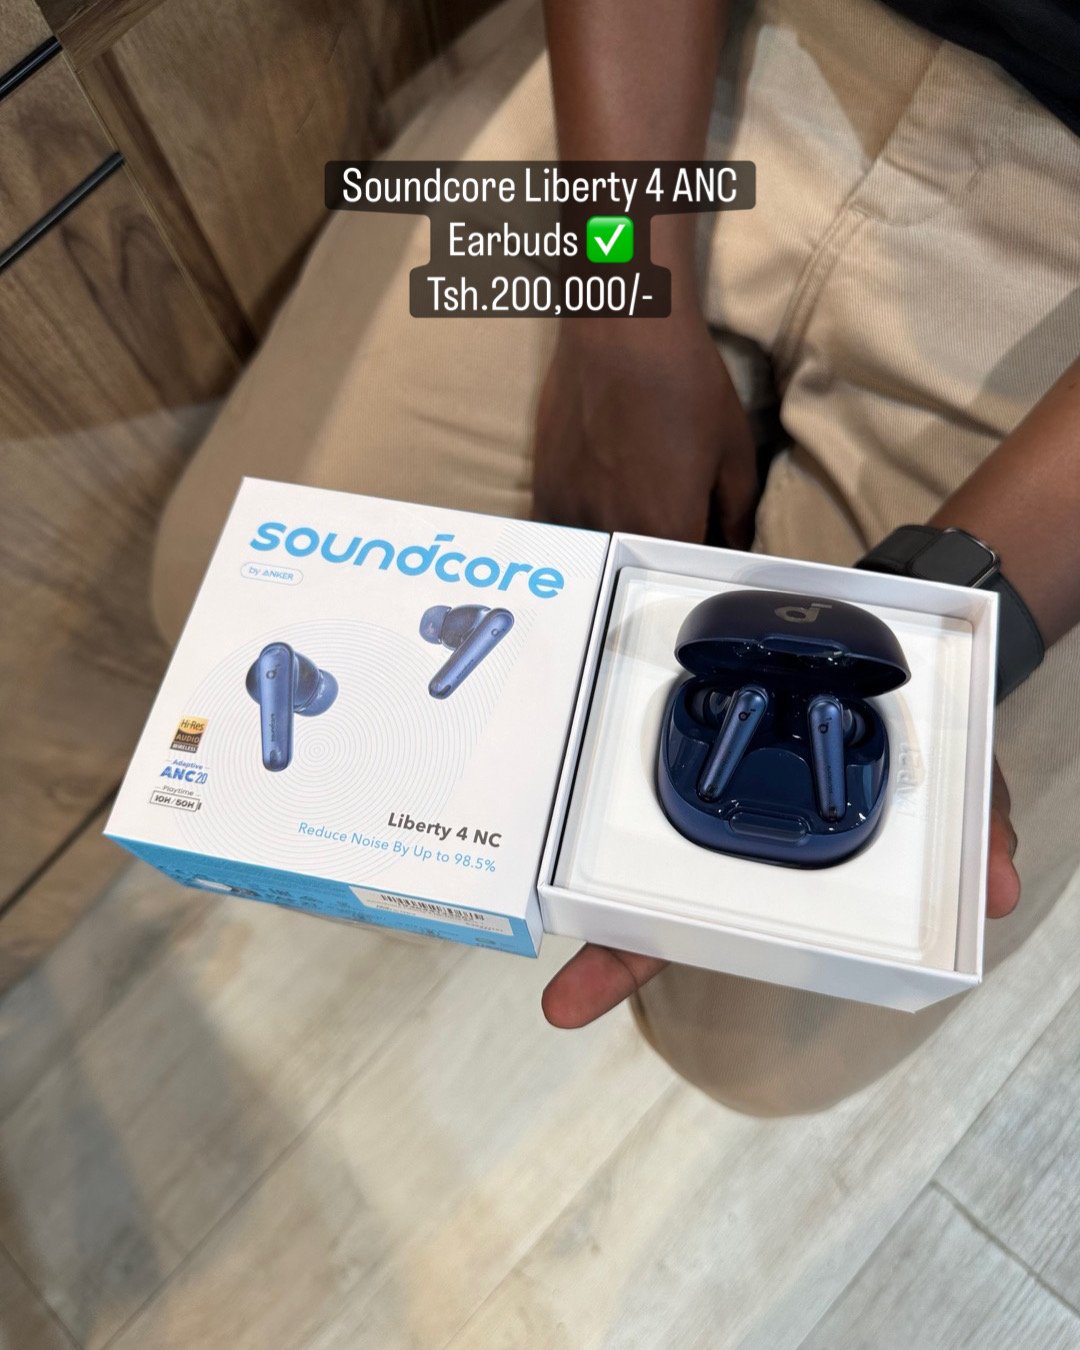 Soundcore Liberty 4 ANC
Earbuds ✅
Tsh.200,000/-
soundcore
by ANKER
Hi-Res
AUDIO
WIRELESS
Adaptive
ANC 2.0
Playtime
10H / 50H
Liberty 4 NC
Reduce Noise By Up to 98.5%